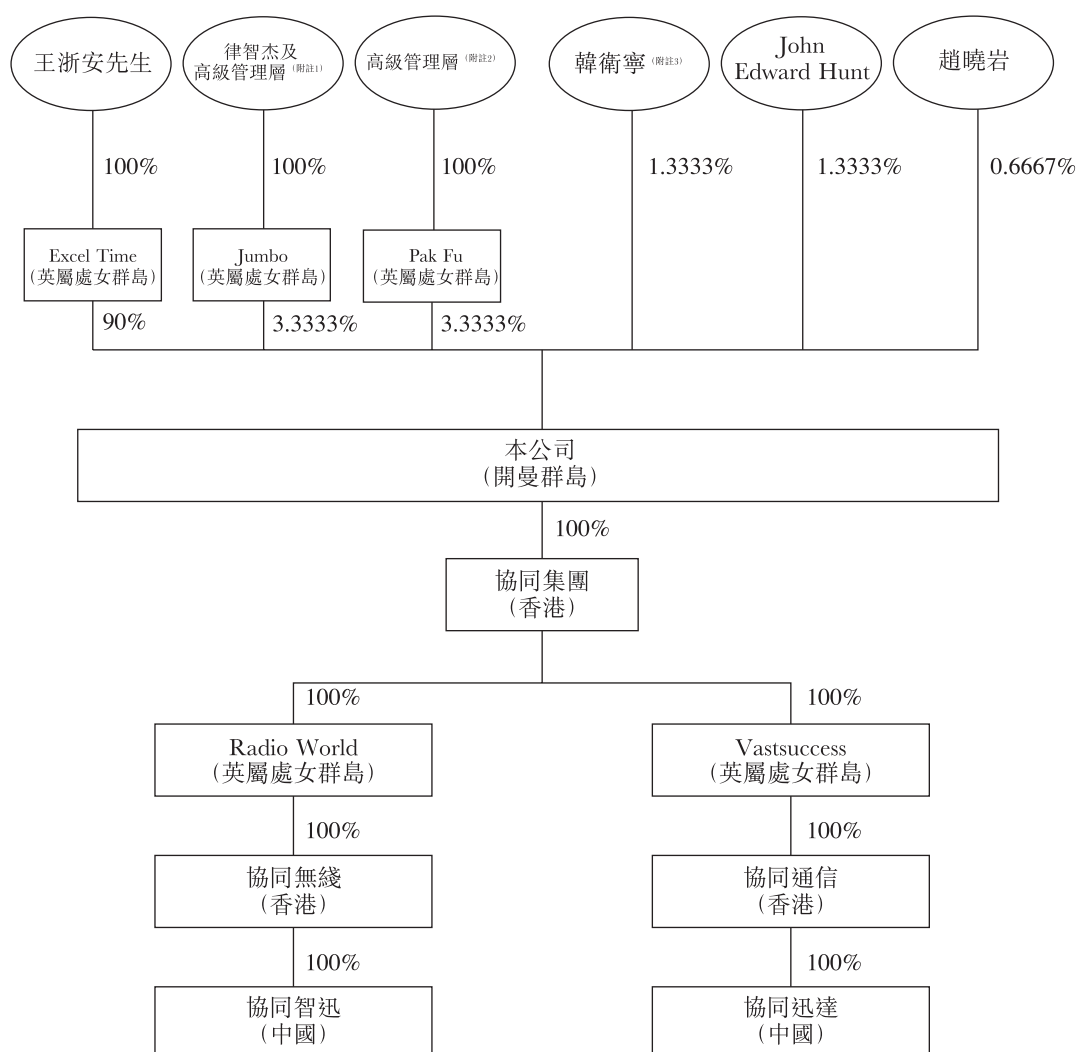 王浙安先生
律智杰及
高級管理層(附註1)
高級管理層(附註2)
韓衛寧(附註3)
John
Edward Hunt
趙曉岩
100%
100%
100%
1.3333%
1.3333%
0.6667%
Excel Time
(英屬處女群島)
Jumbo
(英屬處女群島)
Pak Fu
(英屬處女群島)
90%
3.3333%
3.3333%
本公司
(開曼群島)
100%
協同集團
(香港)
100%
100%
Radio World
(英屬處女群島)
Vastsuccess
(英屬處女群島)
100%
100%
協同無綫
(香港)
協同通信
(香港)
100%
100%
協同智迅
(中國)
協同迅達
(中國)